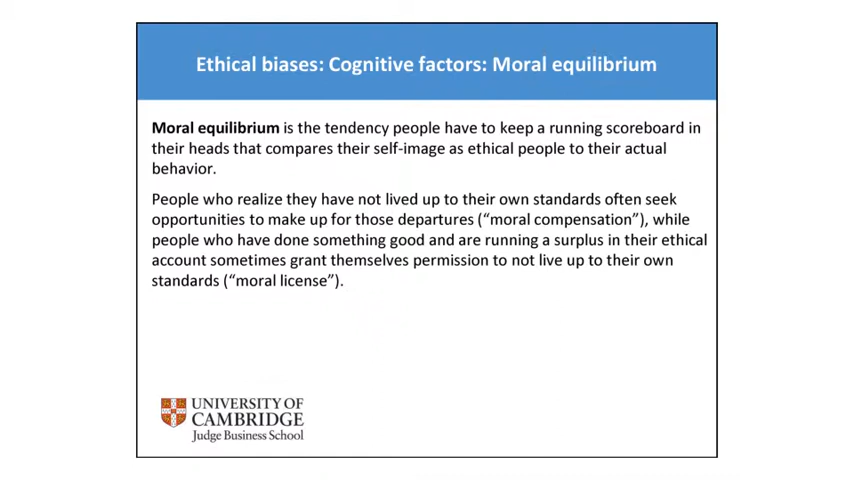 Ethical biases: Cognitive factors: Moral equilibrium
Moral equilibrium is the tendency people have to keep a running scoreboard in
their heads that compares their self-image as ethical people to their actual
behavior.
People who realize they have not lived up to their own standards often seek
opportunities to make up for those departures (“moral compensation”), while
people who have done something good and are running a surplus in their ethical
account sometimes grant themselves permission to not live up to their own
standards (“moral license”).
UNIVERSITY OF
CAMBRIDGE
Judge Business School